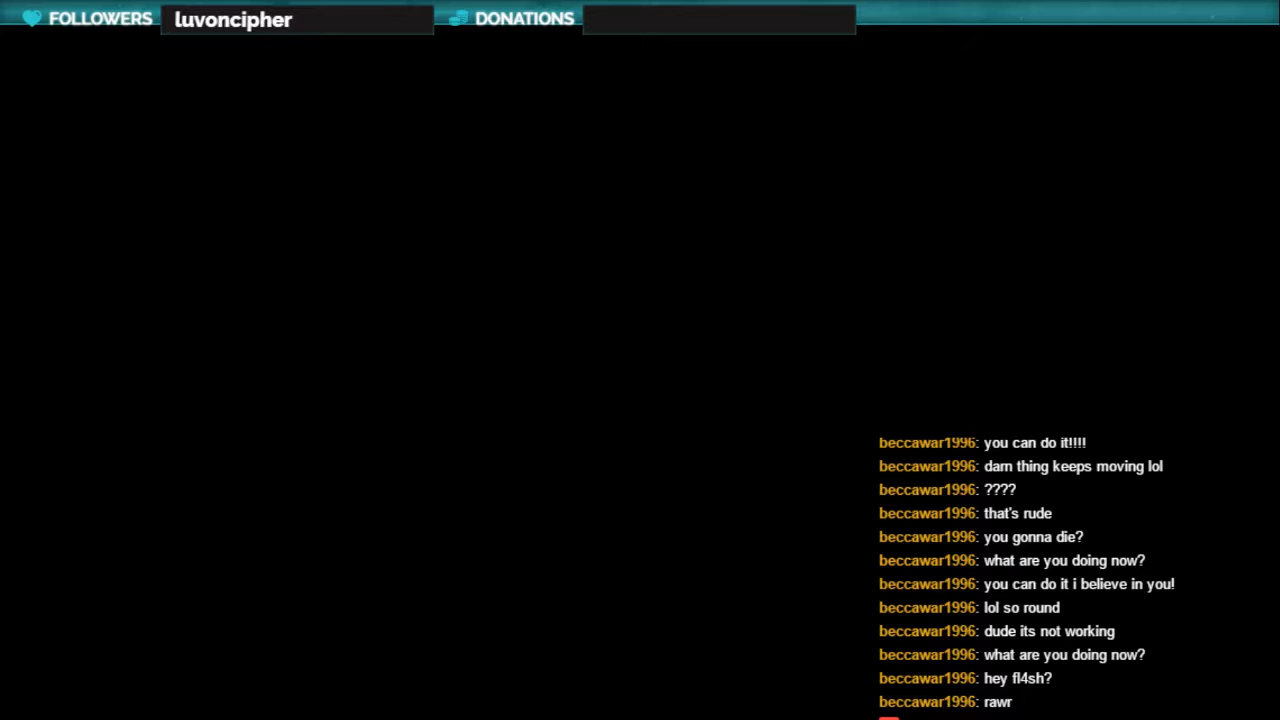 FOLLOWERS luvoncipher DONATIONS
beccawar1996: you can do it!!!!
beccawar1996: darn thing keeps moving lol
beccawar1996: ????
beccawar1996: that's rude
beccawar1996: you gonna die?
beccawar1996: what are you doing now?
beccawar1996: you can do it i believe in you!
beccawar1996: lol so round
beccawar1996: dude its not working
beccawar1996: what are you doing now?
beccawar1996: hey fl4sh?
beccawar1996: rawr